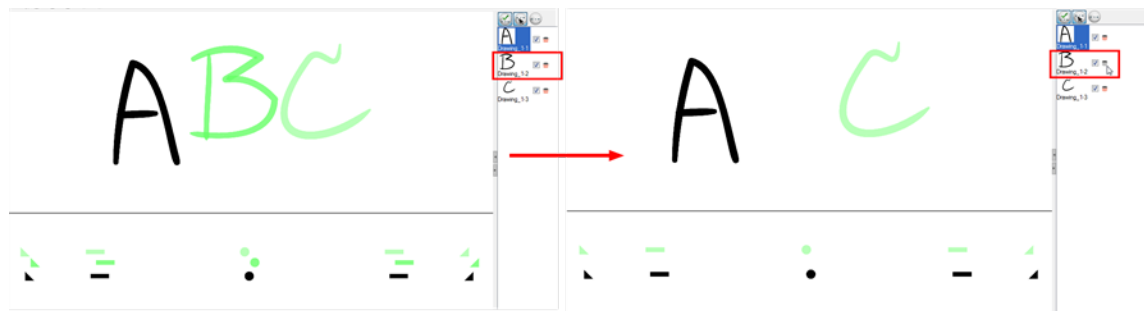 A B C
A
Drawing_1-1
B
Drawing_1-2
C
Drawing_1-3
A C
A
Drawing_1-1
B
Drawing_1-2
C
Drawing_1-3